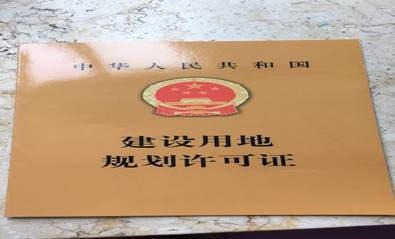 中华人民共和国
建设用地
规划许可证